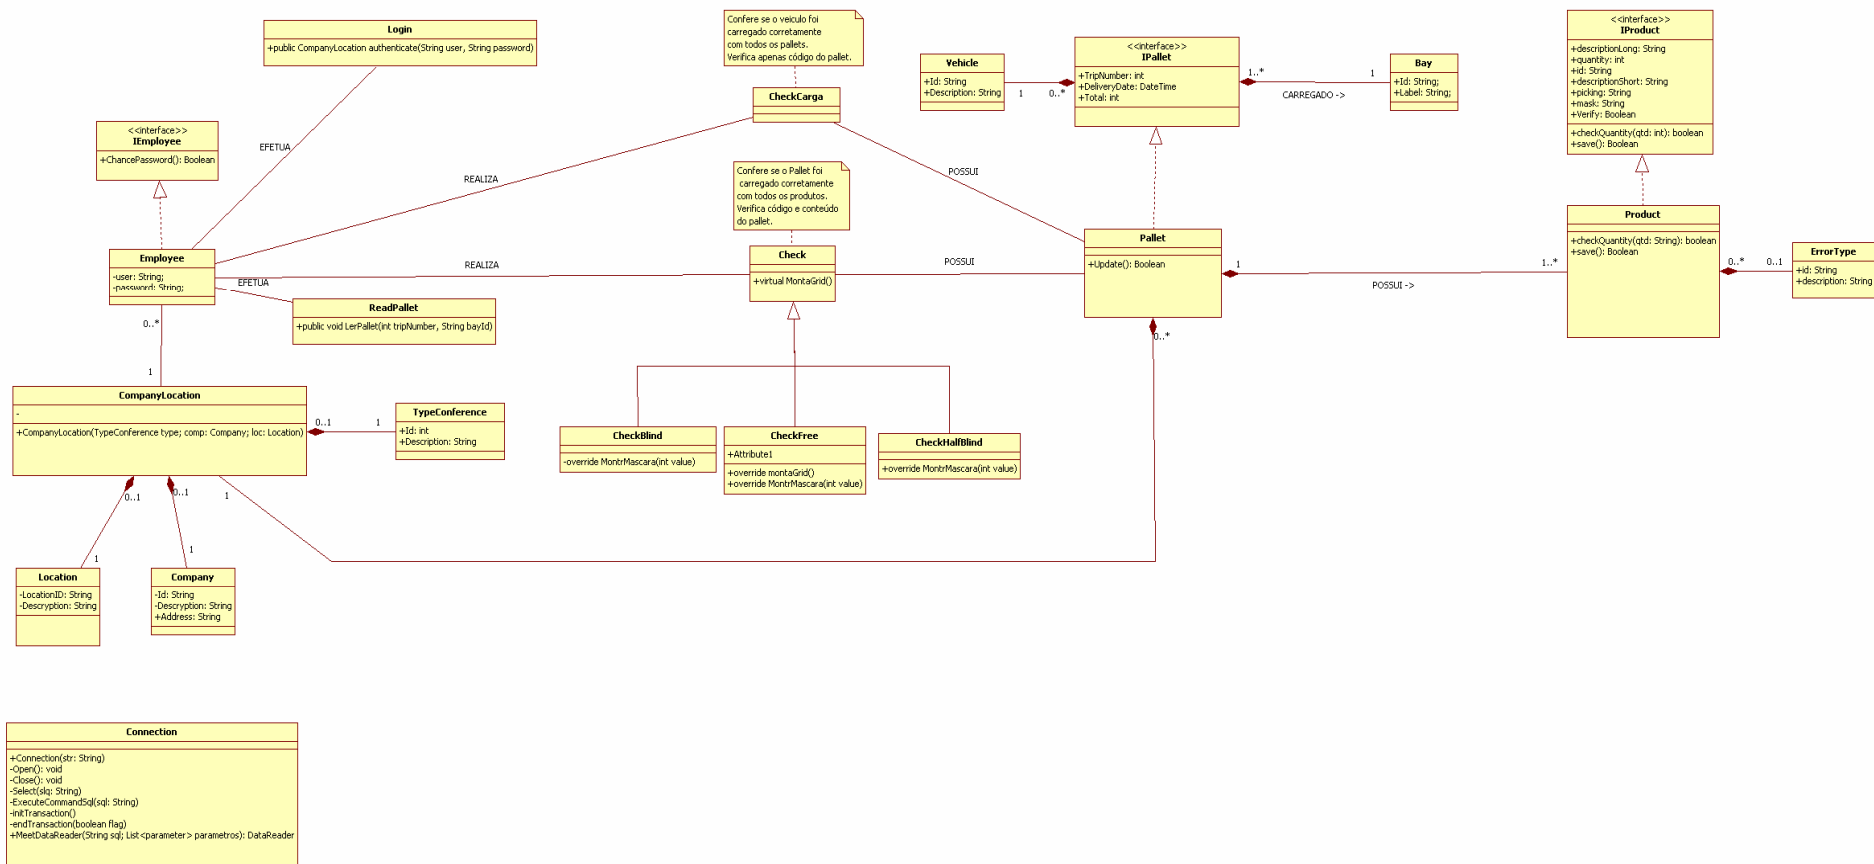 Login
+public CompanyLocation authenticate(String user, String password)
Confere se o veiculo foi
carregado corretamente
com todos os pallets.
Verifica apenas código do pallet.
CheckCarga
Vehicle
+Id: String
+Description: String
1
0..*
<<interface>>
IPallet
+TripNumber: int
+DeliveryDate: DateTime
+Total: int
1..*
1
CARREGADO ->
Bay
+Id: String;
+Label: String;
<<interface>>
IProduct
+descriptionLong: String
+quantity: int
+id: String
+descriptionShort: String
+picking: String
+mask: String
+Verify: Boolean
+checkQuantity(qtd: int): boolean
+save(): Boolean
<<interface>>
IEmployee
+ChancePassword(): Boolean
EFETUA
REALIZA
POSSUI
Confere se o Pallet foi
carregado corretamente
com todos os produtos.
Verifica código e conteúdo
do pallet.
Employee
-user: String;
-password: String;
REALIZA
EFETUA
Check
+virtual MontaGrid()
POSSUI
Pallet
+Update(): Boolean
1
1..*
POSSUI ->
Product
+checkQuantity(qtd: String): boolean
+save(): Boolean
0..*
0..1
ErrorType
+id: String
+description: String
ReadPallet
+public void LerPallet(int tripNumber, String bayId)
0..*
1
0..*
CompanyLocation
-
+CompanyLocation(TypeConference type; comp: Company; loc: Location)
0..1
1
TypeConference
+Id: int
+Description: String
CheckBlind
-override MontrMascara(int value)
CheckFree
+Attribute1
+override montaGrid()
+override MontrMascara(int value)
CheckHalfBlind
+override MontrMascara(int value)
0..1
0..1
1
1
1
Location
-LocationID: String
-Descryption: String
Company
-Id: String
-Descryption: String
+Address: String
Connection
+Connection(str: String)
-Open(): void
-Close(): void
-Select(slq: String)
-ExecuteCommandSql(sql: String)
-initTransaction()
-endTransaction(boolean flag)
+MeetDataReader(String sql; List<parameter> parametros): DataReader